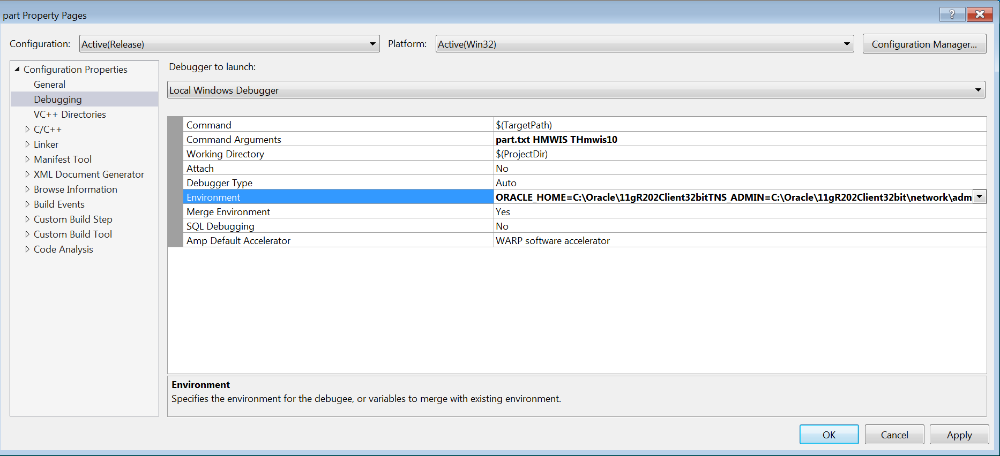 part Property Pages
?
Configuration: Active(Release) Platform: Active(Win32) Configuration Manager...
Configuration Properties
General
Debugging
VC++ Directories
C/C++
Linker
Manifest Tool
XML Document Generator
Browse Information
Build Events
Custom Build Step
Custom Build Tool
Code Analysis
Debugger to launch:
Local Windows Debugger
Command $(TargetPath)
Command Arguments part.txt HMWIS THmwis10
Working Directory $(ProjectDir)
Attach No
Debugger Type Auto
Environment ORACLE_HOME=C:\Oracle\11gR202Client32bitTNS_ADMIN=C:\Oracle\11gR202Client32bit\network\adm
Merge Environment Yes
SQL Debugging No
Amp Default Accelerator WARP software accelerator
Environment
Specifies the environment for the debugee, or variables to merge with existing environment.
OK Cancel Apply